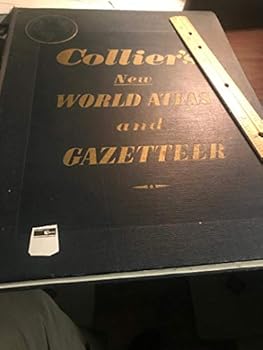 Collier's
New
WORLD ATLAS
and
GAZETTEER